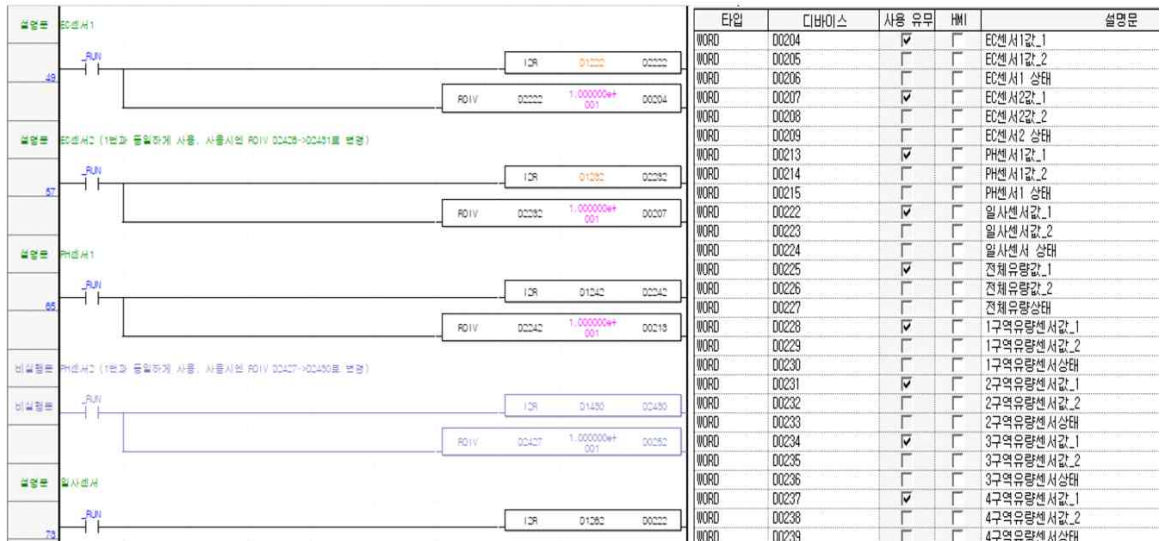 설명문 EC센서1
_RUN
I2R D1222 D2222
49
RDIV D2222 1.000000e+001 D0204
설명문 EC센서2 (1번과 동일하게 사용. 사용시엔 RDIV D2428->D2431로 변경)
_RUN
I2R D1232 D2232
57
RDIV D2232 1.000000e+001 D0207
설명문 PH센서1
_RUN
I2R D1242 D2242
65
RDIV D2242 1.000000e+001 D0213
비실행문 PH센서2 (1번과 동일하게 사용. 사용시엔 RDIV D2427->D2430로 변경)
비실행문 _RUN
I2R D1430 D2430
RDIV D2427 1.000000e+001
설명문 일사센서
_RUN
I2R D1262 D0222
타입 디바이스 사용 유무 HMI 설명문
WORD D0204 EC센서1값_1
WORD D0205 EC센서1값_2
WORD D0206 EC센서1 상태
WORD D0207 EC센서2값_1
WORD D0208 EC센서2값_2
WORD D0209 EC센서2 상태
WORD D0213 PH센서1값_1
WORD D0214 PH센서1값_2
WORD D0215 PH센서1 상태
WORD D0222 일사센서값_1
WORD D0223 일사센서값_2
WORD D0224 일사센서 상태
WORD D0225 전체유량값_1
WORD D0226 전체유량값_2
WORD D0227 전체유량상태
WORD D0228 1구역유량센서값_1
WORD D0229 1구역유량센서값_2
WORD D0230 1구역유량센서상태
WORD D0231 2구역유량센서값_1
WORD D0232 2구역유량센서값_2
WORD D0233 2구역유량센서상태
WORD D0234 3구역유량센서값_1
WORD D0235 3구역유량센서값_2
WORD D0236 3구역유량센서상태
WORD D0237 4구역유량센서값_1
WORD D0238 4구역유량센서값_2
WORD D0239 4구역유량센서상태